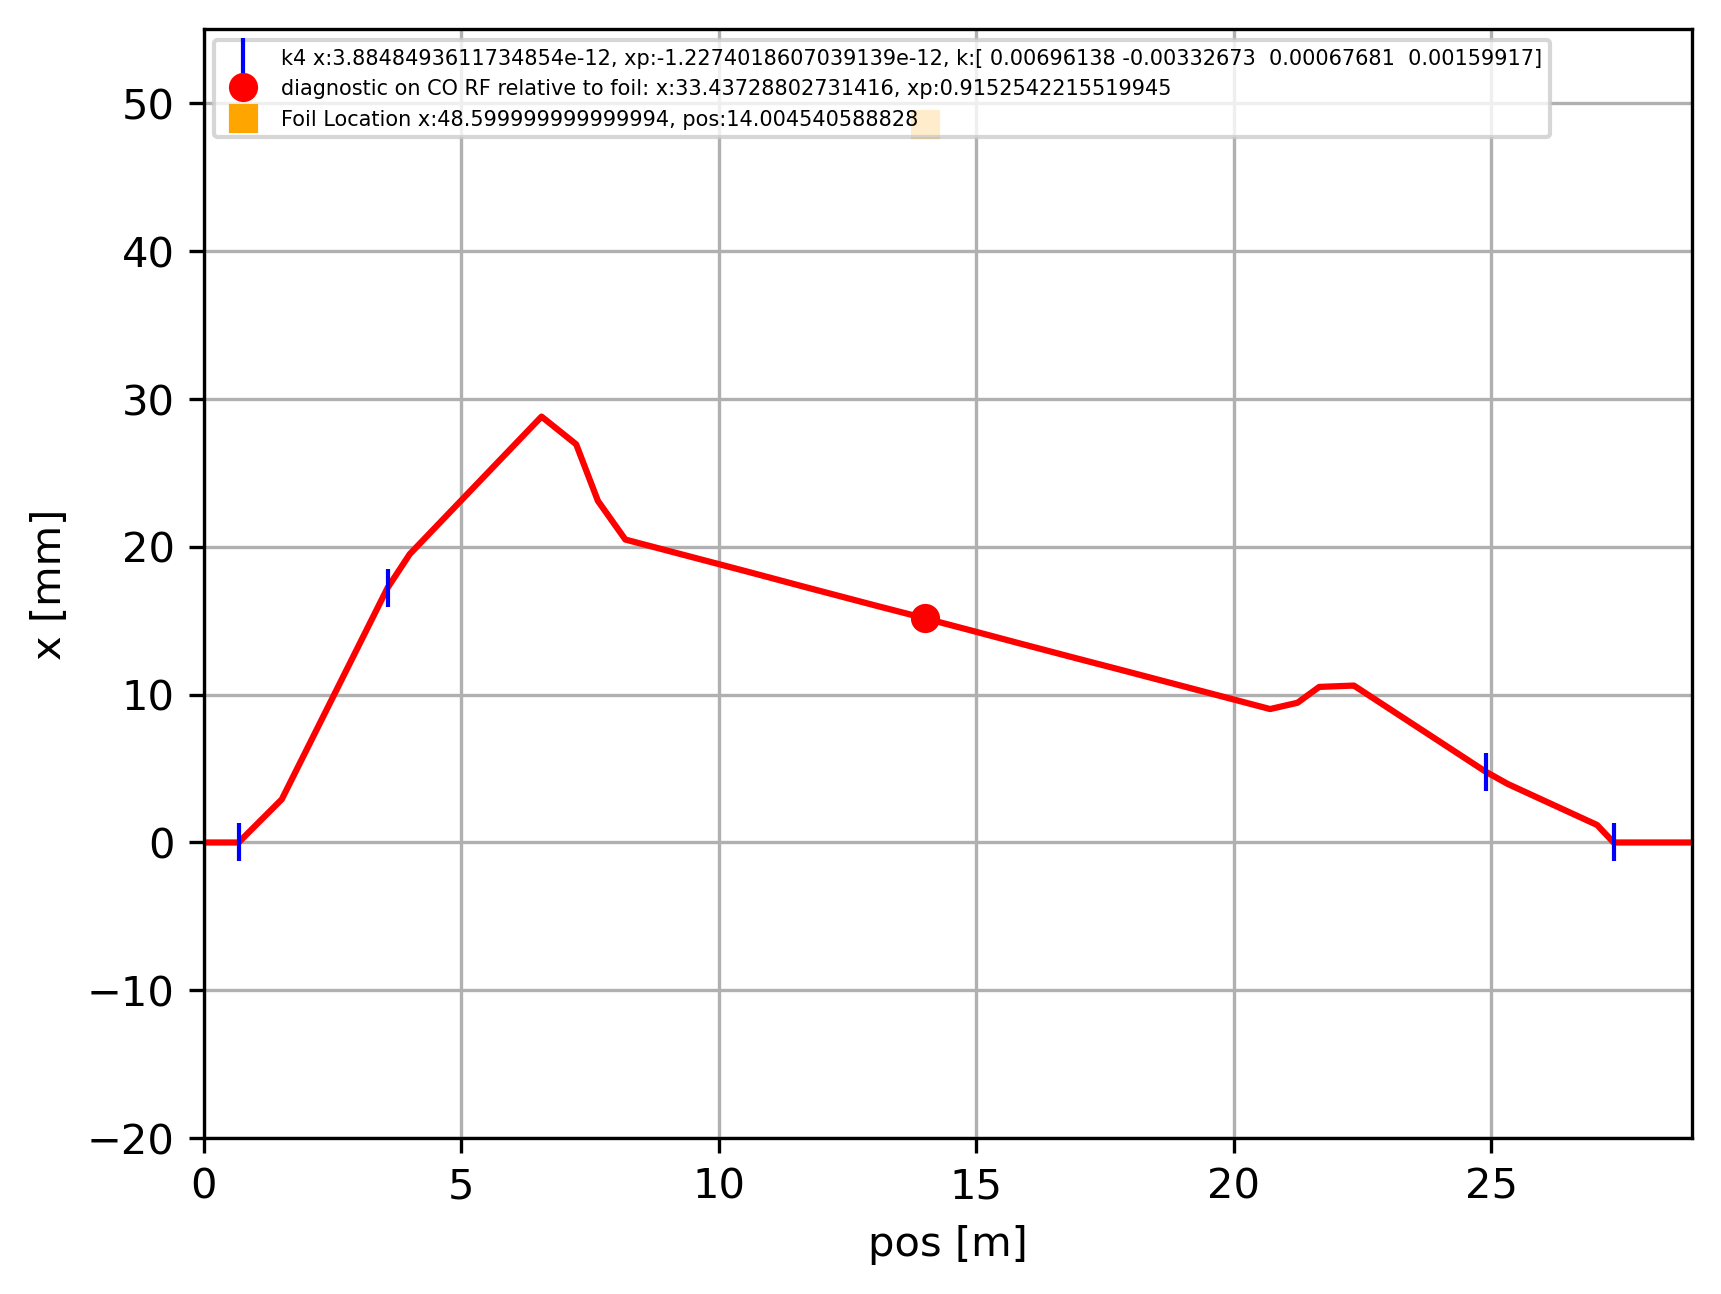 k4 x:3.8848493611734854e-12, xp:-1.2274018607039139e-12, k:[ 0.00696138 -0.00332673  0.00067681  0.00159917]
diagnostic on CO RF relative to foil: x:33.43728802731416, xp:0.9152542215519945
Foil Location x:48.599999999999994, pos:14.004540588828
50
40
30
20
10
0
−10
−20
x [mm]
0 5 10 15 20 25
pos [m]